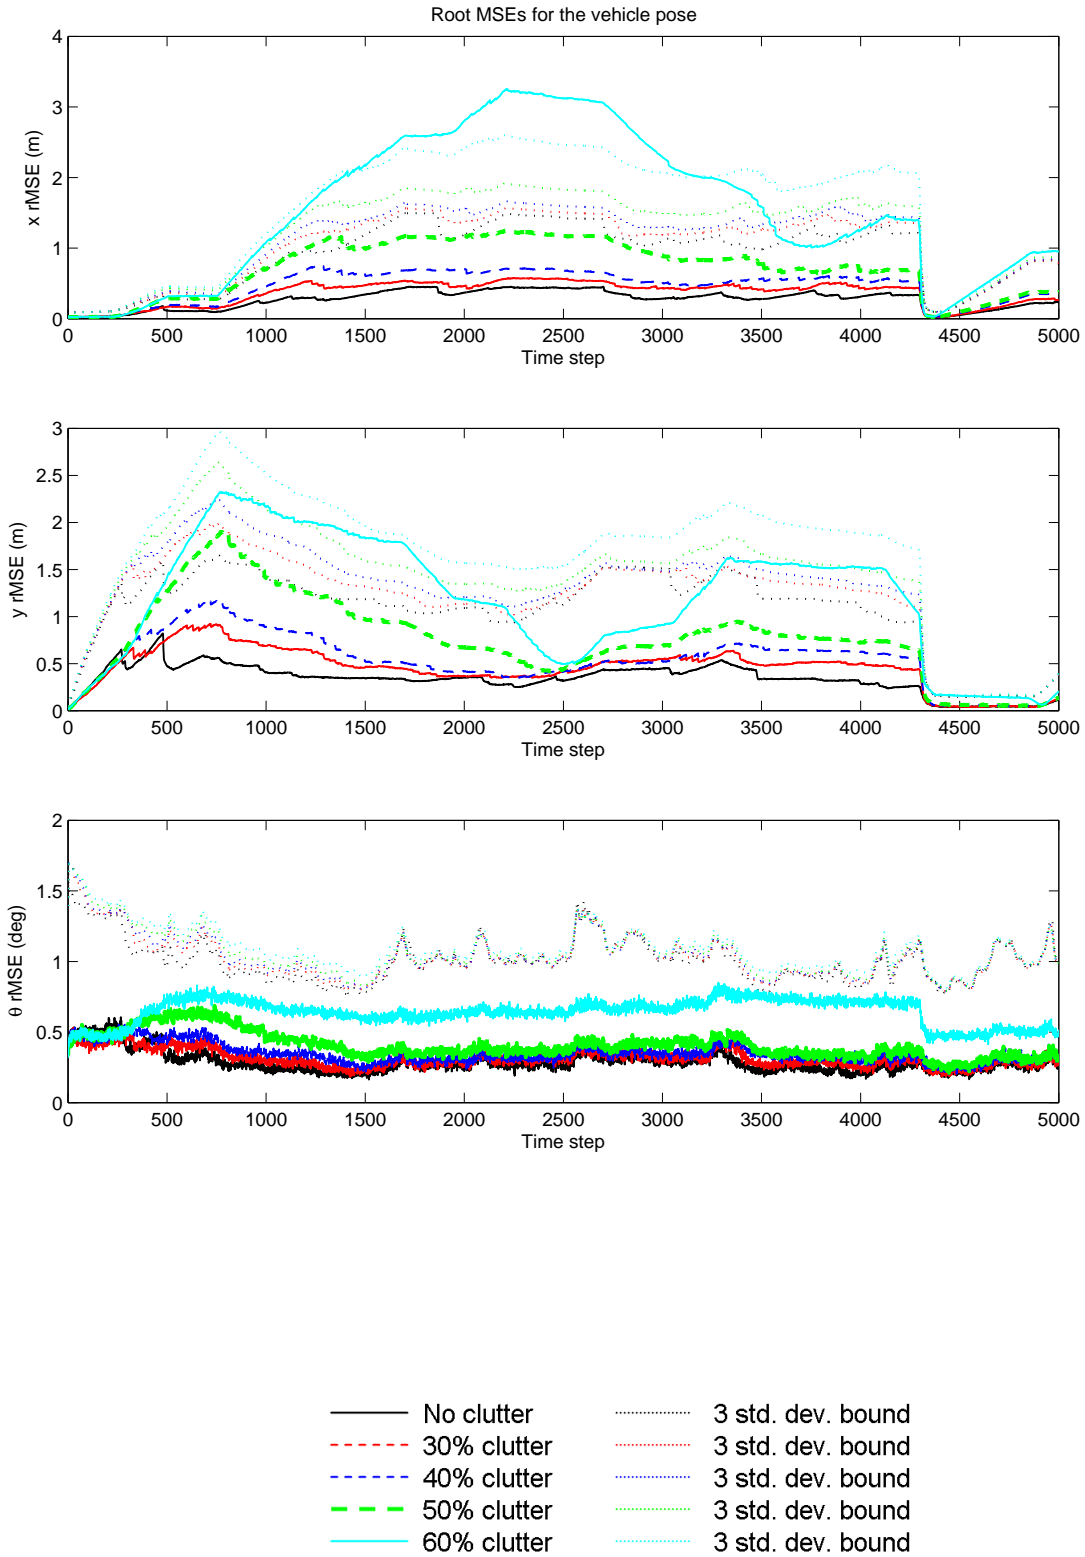 Root MSEs for the vehicle pose
4
3
2
1
0
x rMSE (m)
0 500 1000 1500 2000 2500 3000 3500 4000 4500 5000
Time step
3
2.5
2
1.5
1
0.5
0
y rMSE (m)
0 500 1000 1500 2000 2500 3000 3500 4000 4500 5000
Time step
2
1.5
1
0.5
0
θ rMSE (deg)
0 500 1000 1500 2000 2500 3000 3500 4000 4500 5000
Time step
No clutter 3 std. dev. bound
30% clutter 3 std. dev. bound
40% clutter 3 std. dev. bound
50% clutter 3 std. dev. bound
60% clutter 3 std. dev. bound